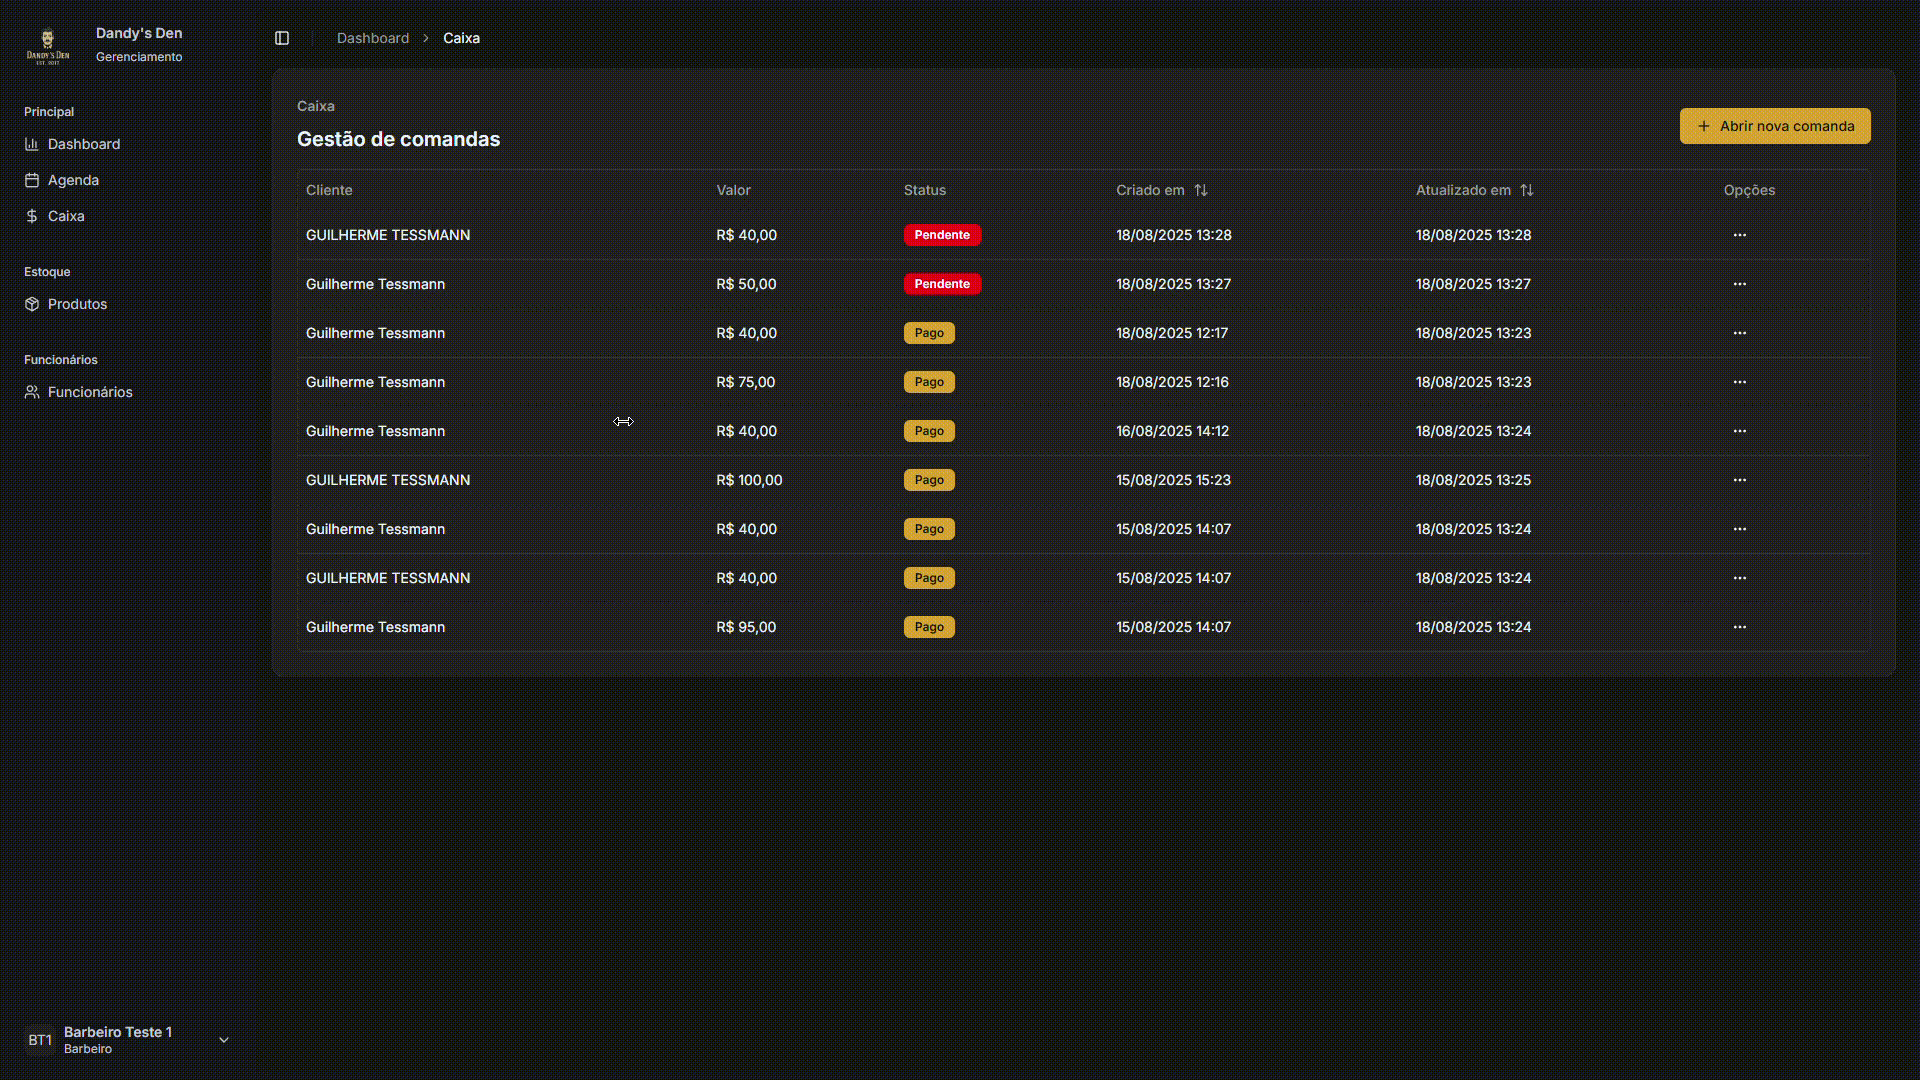 Dandy's Den
Gerenciamento
DANDY'S DEN
EST. 2017
Principal
Dashboard
Agenda
Caixa
Estoque
Produtos
Funcionários
Funcionários
BT1
Barbeiro Teste 1
Barbeiro
Dashboard > Caixa
Caixa
Gestão de comandas
+ Abrir nova comanda
Cliente Valor Status Criado em Atualizado em Opções
GUILHERME TESSMANN R$ 40,00 Pendente 18/08/2025 13:28 18/08/2025 13:28 ...
Guilherme Tessmann R$ 50,00 Pendente 18/08/2025 13:27 18/08/2025 13:27 ...
Guilherme Tessmann R$ 40,00 Pago 18/08/2025 12:17 18/08/2025 13:23 ...
Guilherme Tessmann R$ 75,00 Pago 18/08/2025 12:16 18/08/2025 13:23 ...
Guilherme Tessmann R$ 40,00 Pago 16/08/2025 14:12 18/08/2025 13:24 ...
GUILHERME TESSMANN R$ 100,00 Pago 15/08/2025 15:23 18/08/2025 13:25 ...
Guilherme Tessmann R$ 40,00 Pago 15/08/2025 14:07 18/08/2025 13:24 ...
GUILHERME TESSMANN R$ 40,00 Pago 15/08/2025 14:07 18/08/2025 13:24 ...
Guilherme Tessmann R$ 95,00 Pago 15/08/2025 14:07 18/08/2025 13:24 ...